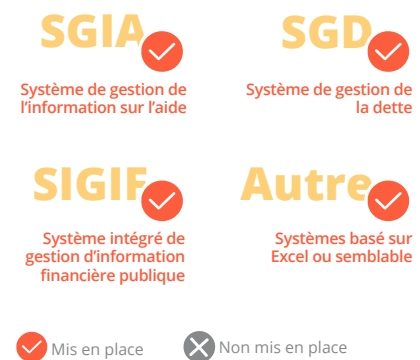 SGIA
Système de gestion de
l'information sur l'aide
SGD
Système de gestion de
la dette
SIGIF
Système intégré de
gestion d'information
financière publique
Autre
Systèmes basé sur
Excel ou semblable
Mis en place
Non mis en place